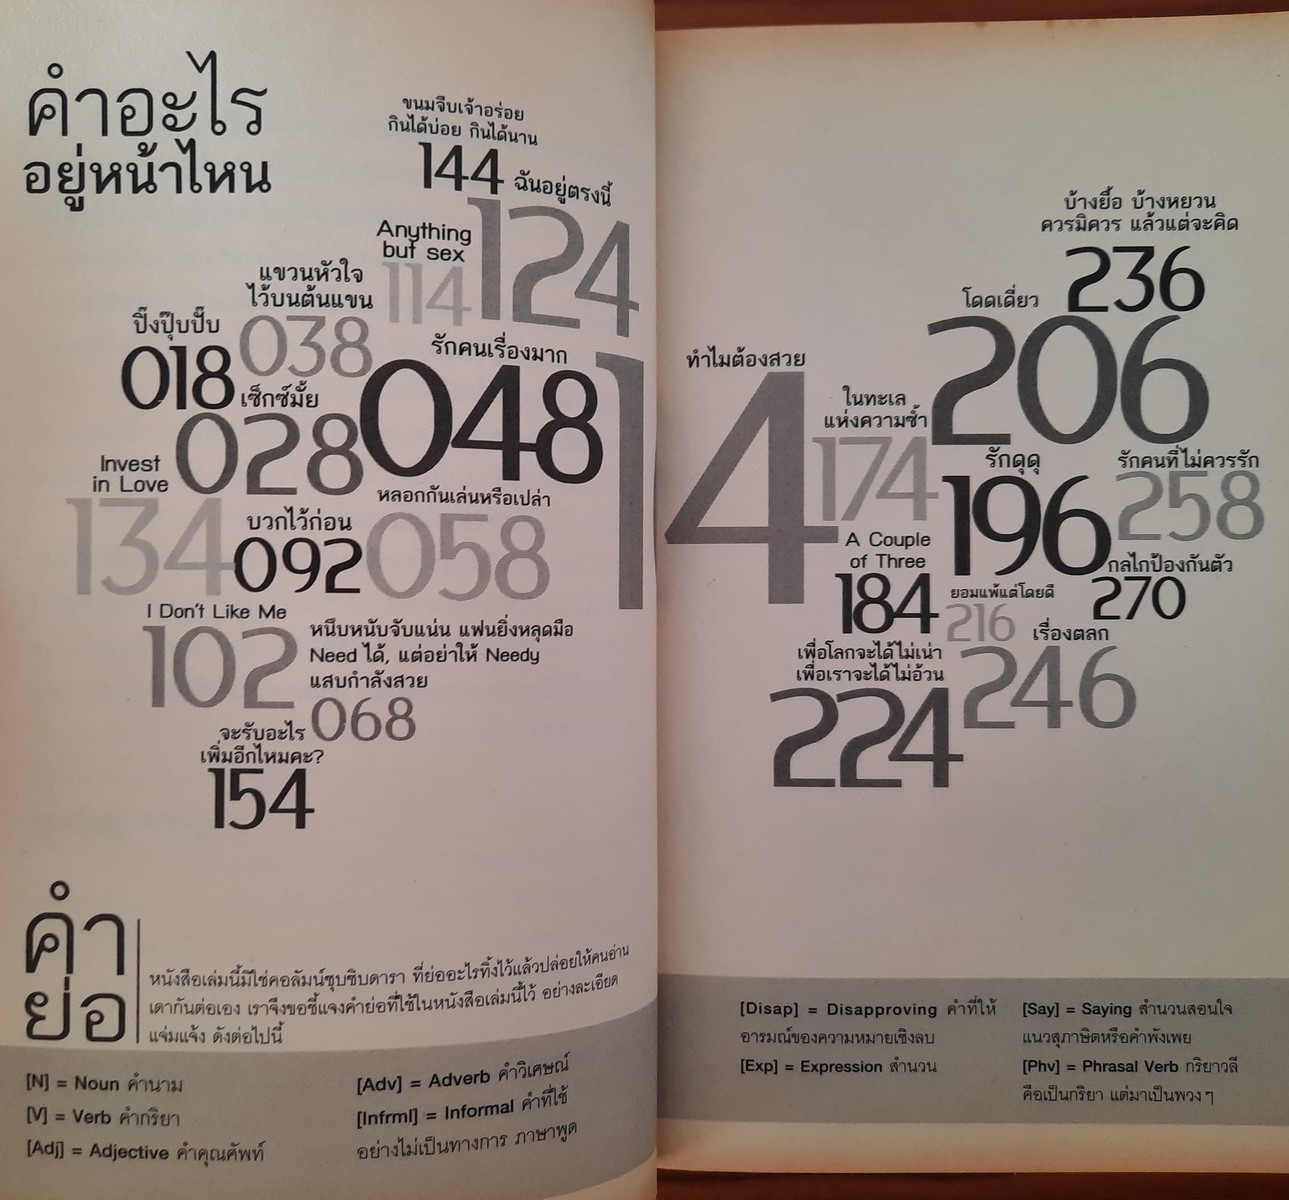 คำอะไร
อยู่หน้าไหน
ขนมจีบเจ้าอร่อย
กินได้บ่อย กินได้นาน
144
ฉันอยู่ตรงนี้
124
Anything
but sex
114
แขวนหัวใจ
ไว้บนต้นแขน
038
ปิ๊งปุ๊บปั๊บ
018
รักคนเรื่องมาก
048
เซ็กซ์มั้ย
028
Invest
in Love
134
หลอกกันเล่นหรือเปล่า
058
บวกไว้ก่อน
092
I Don't Like Me
102
หนึบหนับจับแน่น แฟนยิ่งหลุดมือ
Need ได้, แต่อย่าให้ Needy
แสบกำลังสวย
068
จะรับอะไร
เพิ่มอีกไหมคะ?
154
คำ
ย่อ
หนังสือเล่มนี้มิใช่คอลัมน์ซุบซิบดารา ที่ย่ออะไรทิ้งไว้แล้วปล่อยให้คนอ่าน
เดากันต่อเอง เราจึงขอชี้แจงคำย่อที่ใช้ในหนังสือเล่มนี้ไว้ อย่างละเอียด
แจ่มแจ้ง ดังต่อไปนี้
[N] = Noun คำนาม
[V] = Verb คำกริยา
[Adj] = Adjective คำคุณศัพท์
[Adv] = Adverb คำวิเศษณ์
[Infrml] = Informal คำที่ใช้
อย่างไม่เป็นทางการ ภาษาพูด
บ้างยี้อ บ้างหยวน
ควรมิควร แล้วแต่จะคิด
236
โดดเดี่ยว
206
ทำไมต้องสวย
14
ในทะเล
แห่งความช้ำ
174
รักดุดุ
196
รักคนที่ไม่ควรรัก
258
A Couple
of Three
184
กลไกป้องกันตัว
270
ยอมแพ้แต่โดยดี
216
เรื่องตลก
246
เพื่อโลกจะได้ไม่เน่า
เพื่อเราจะได้ไม่อ้วน
224
[Disap] = Disapproving คำที่ให้
อารมณ์ของความหมายเชิงลบ
[Exp] = Expression สำนวน
[Say] = Saying สำนวนสอนใจ
แนวสุภาษิตหรือคำพังเพย
[Phv] = Phrasal Verb กริยาวลี
คือเป็นกริยา แต่มาเป็นพวงๆ